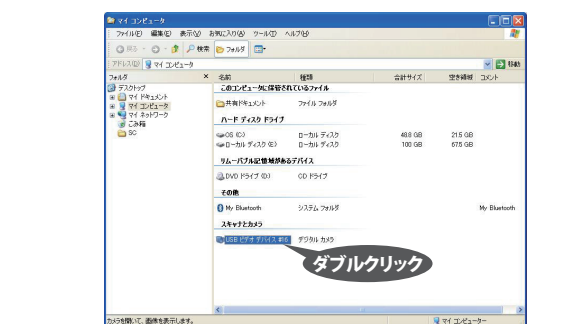 マイ コンピュータ
ファイル(F) 編集(E) 表示(V) お気に入り(A) ツール(T) ヘルプ(H)
戻る 検索 フォルダ
アドレス(D) マイ コンピュータ 移動
フォルダ × 名前 種類 合計サイズ 空き領域 コメント
デスクトップ
マイ ドキュメント
マイ コンピュータ
マイ ネットワーク
ごみ箱
SC
このコンピュータに保管されているファイル
共有ドキュメント ファイル フォルダ
ハード ディスク ドライブ
OS (C) ローカル ディスク 48.8 GB 21.5 GB
ローカル ディスク (E) ローカル ディスク 100 GB 67.5 GB
リムーバブル記憶域があるデバイス
DVD ドライブ (D) CD ドライブ
その他
My Bluetooth システム フォルダ My Bluetooth
スキャナとカメラ
USB ビデオ デバイス #16 デジタル カメラ
ダブルクリック
カメラを開いて、画像を表示します。 マイ コンピューター